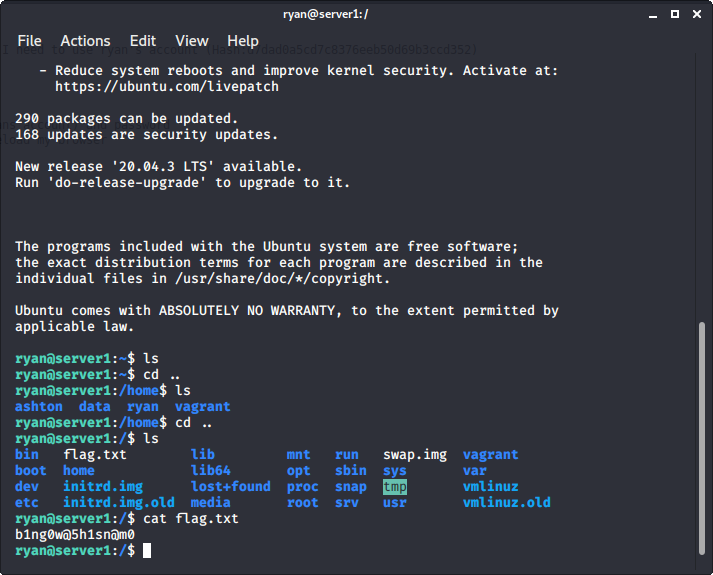 ryan@server1:/
File Actions Edit View Help
- Reduce system reboots and improve kernel security. Activate at:
https://ubuntu.com/livepatch
290 packages can be updated.
168 updates are security updates.
New release '20.04.3 LTS' available.
Run 'do-release-upgrade' to upgrade to it.
The programs included with the Ubuntu system are free software;
the exact distribution terms for each program are described in the
individual files in /usr/share/doc/*/copyright.
Ubuntu comes with ABSOLUTELY NO WARRANTY, to the extent permitted by
applicable law.
ryan@server1:~$ ls
ryan@server1:~$ cd ..
ryan@server1:/home$ ls
ashton data ryan vagrant
ryan@server1:/home$ cd ..
ryan@server1:/$ ls
bin flag.txt lib mnt run swap.img vagrant
boot home lib64 opt sbin sys var
dev initrd.img lost+found proc snap tmp vmlinuz
etc initrd.img.old media root srv usr vmlinuz.old
ryan@server1:/$ cat flag.txt
b1ng0w@5h1sn@m0
ryan@server1:/$